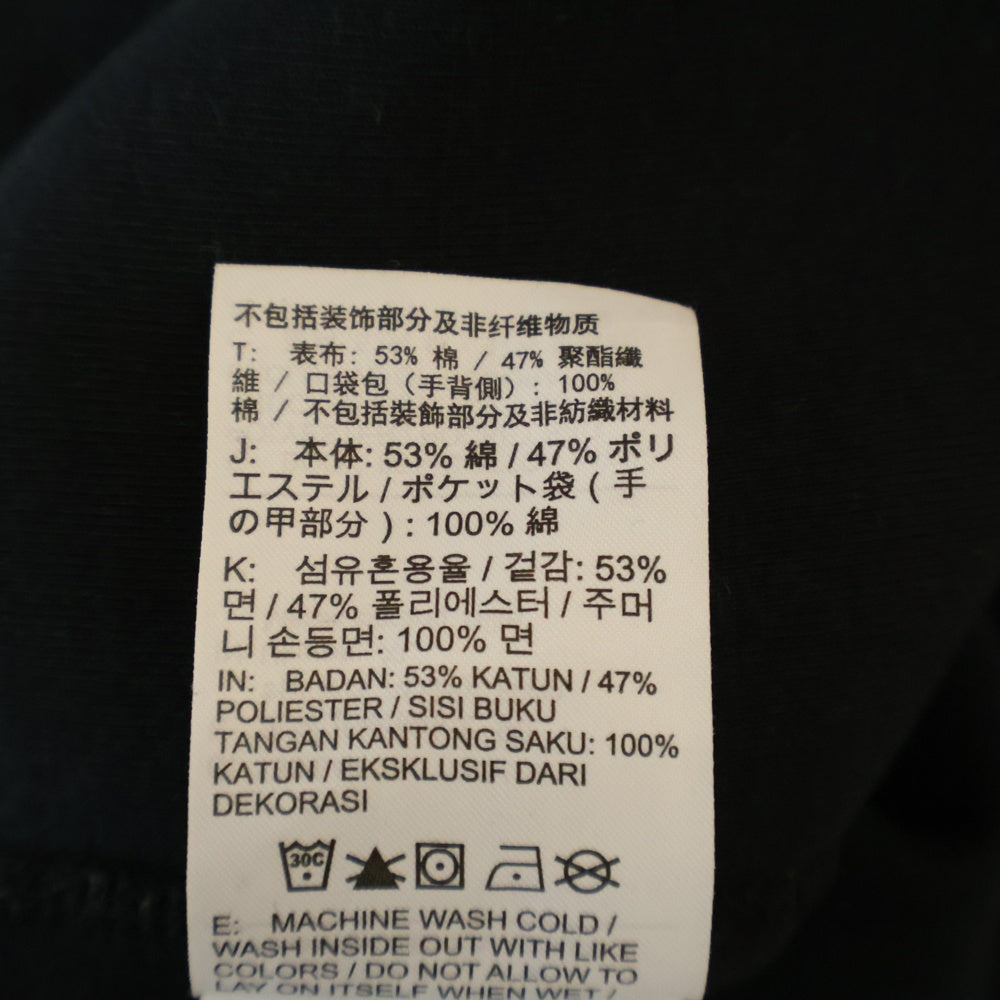 不包括装饰部分及非纤维物质
T: 表布: 53% 棉 / 47% 聚酯纖
維 / 口袋包（手背側）: 100%
棉 / 不包括裝飾部分及非紡織材料
J: 本体: 53% 綿 / 47% ポリ
エステル / ポケット袋 ( 手
の甲部分 ) : 100% 綿
K: 섬유혼용율 / 겉감: 53%
면 / 47% 폴리에스터 / 주머
니 손등면: 100% 면
IN: BADAN: 53% KATUN / 47%
POLIESTER / SISI BUKU
TANGAN KANTONG SAKU: 100%
KATUN / EKSKLUSIF DARI
DEKORASI
30C
E: MACHINE WASH COLD /
WASH INSIDE OUT WITH LIKE
COLORS / DO NOT ALLOW TO
LAY ON ITSELF WHEN WET /